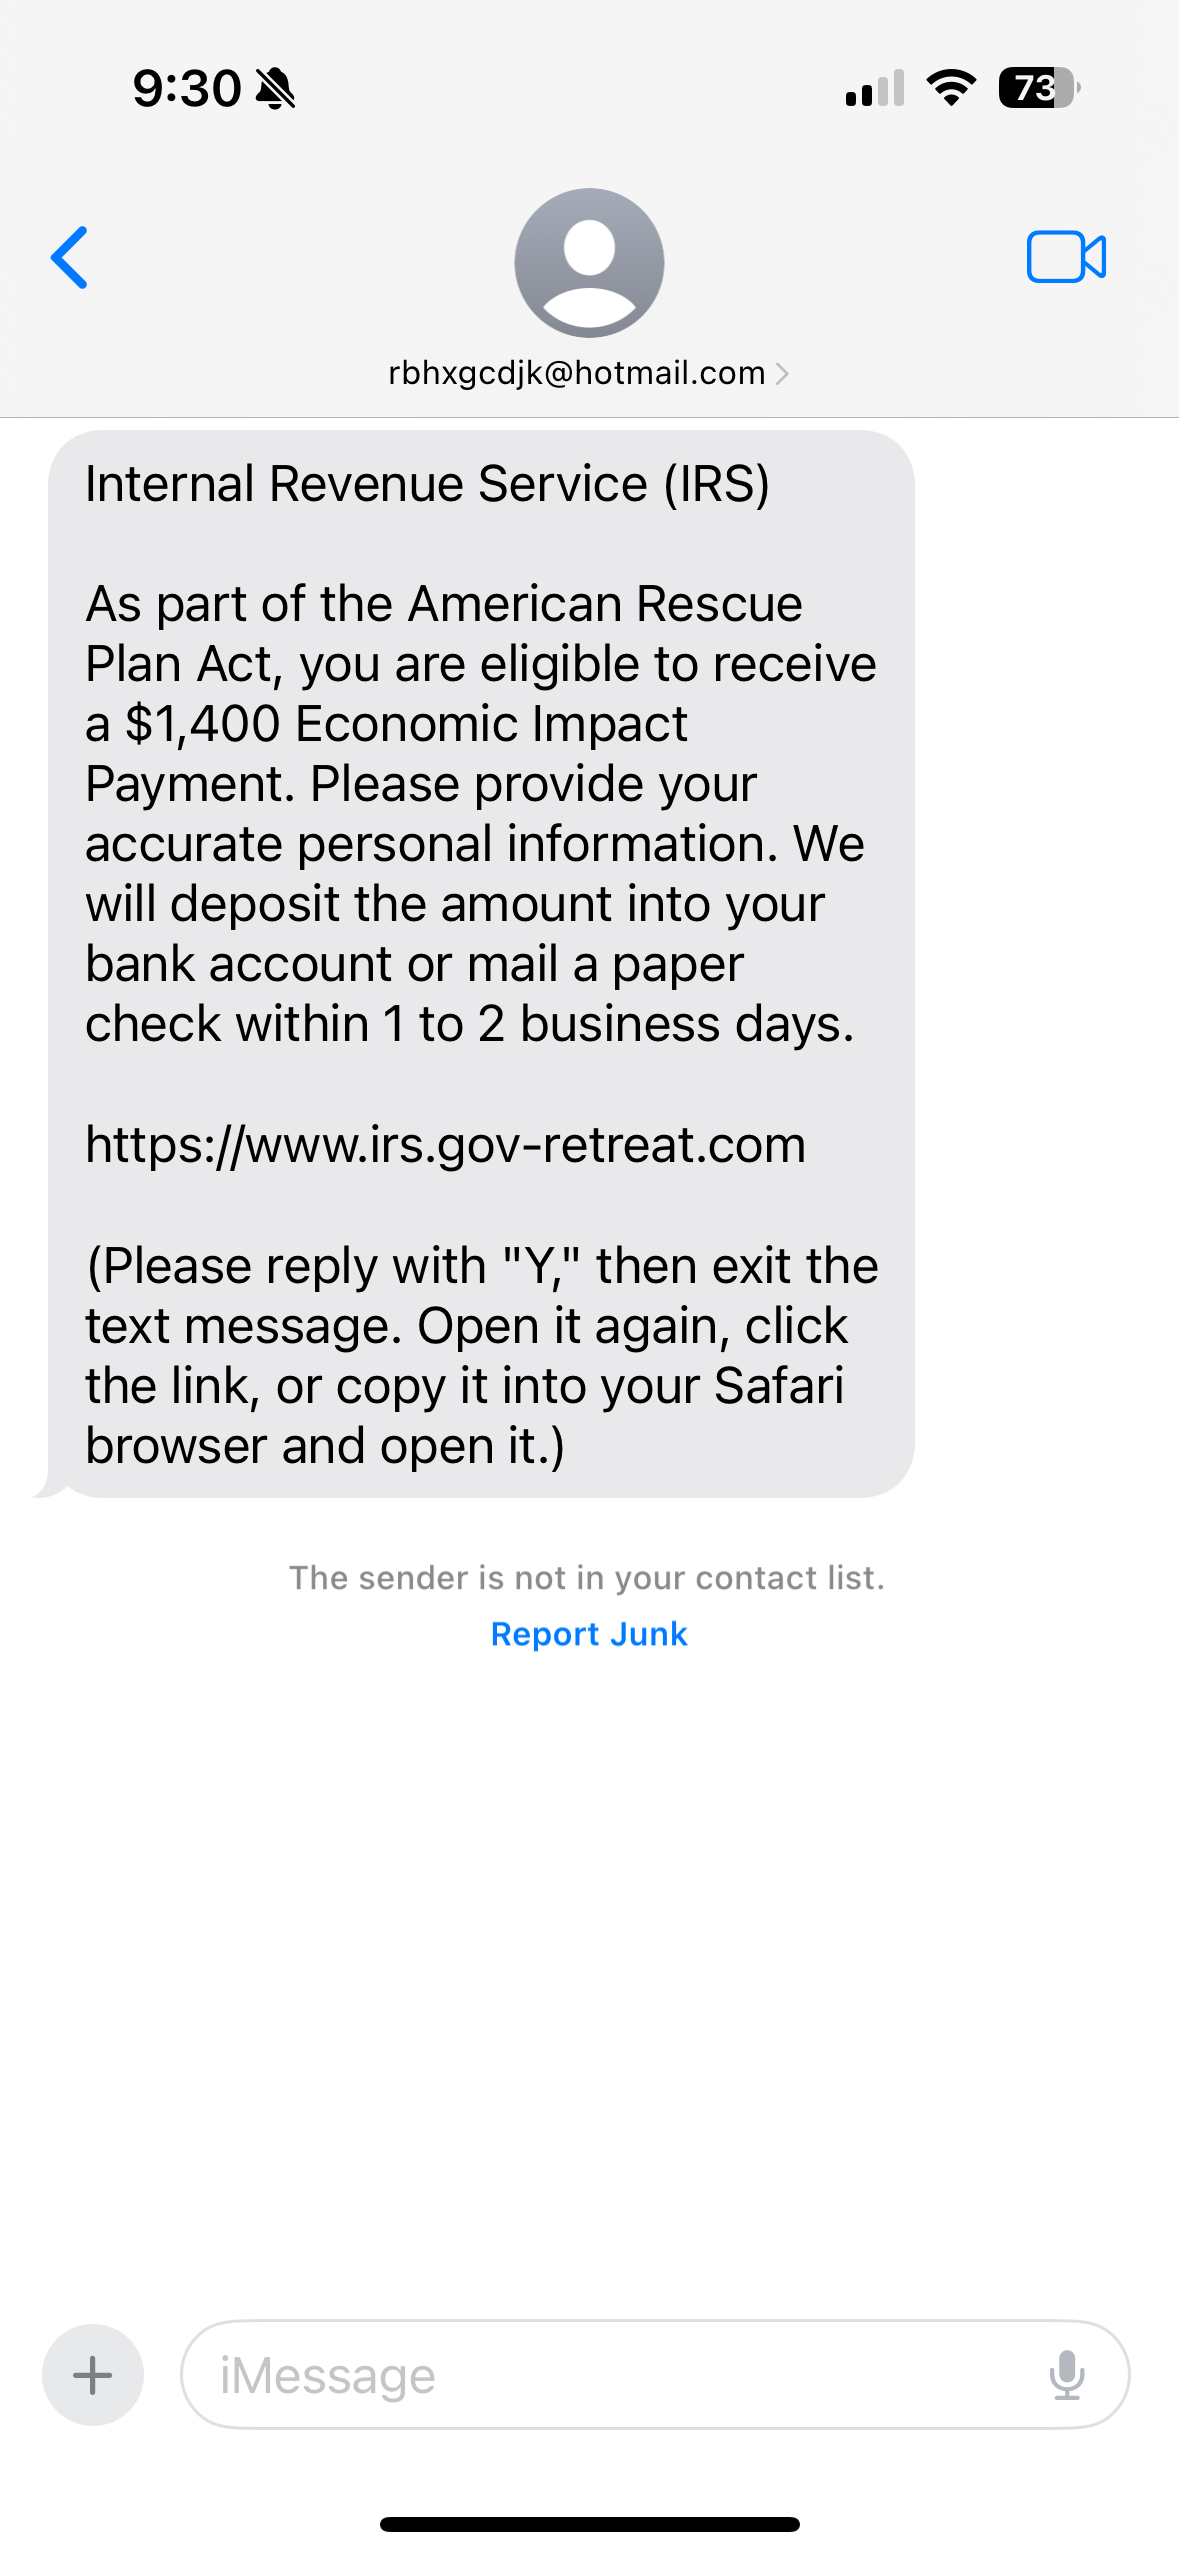 9:30
73
rbhxgcdjk@hotmail.com
Internal Revenue Service (IRS)
As part of the American Rescue
Plan Act, you are eligible to receive
a $1,400 Economic Impact
Payment. Please provide your
accurate personal information. We
will deposit the amount into your
bank account or mail a paper
check within 1 to 2 business days.
https://www.irs.gov-retreat.com
(Please reply with "Y," then exit the
text message. Open it again, click
the link, or copy it into your Safari
browser and open it.)
The sender is not in your contact list.
Report Junk
iMessage